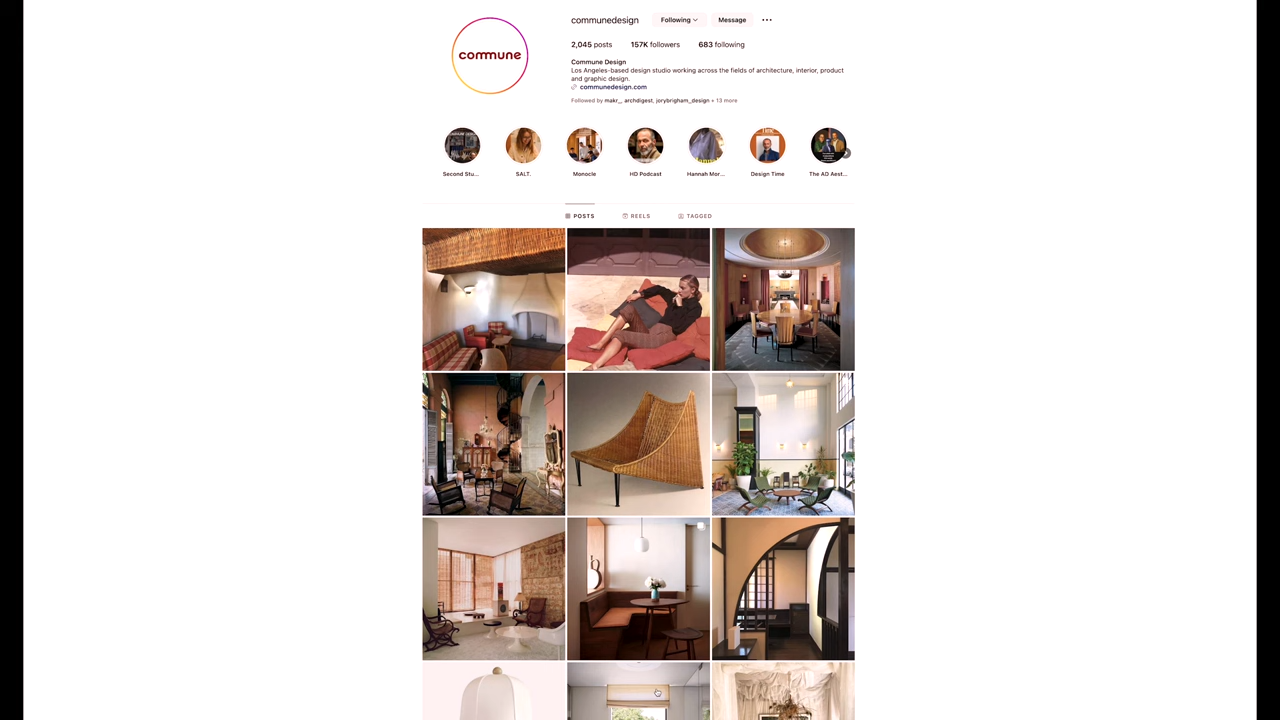 commune
communedesign
Following
Message
2,045 posts 157K followers 683 following
Commune Design
Los Angeles-based design studio working across the fields of architecture, interior, product
and graphic design.
communedesign.com
Followed by makr_, archdigest, jorybrigham_design + 13 more
Second Stu...
SALT.
Monocle
HD Podcast
Hannah Mor...
Design Time
The AD Aest...
POSTS
REELS
TAGGED